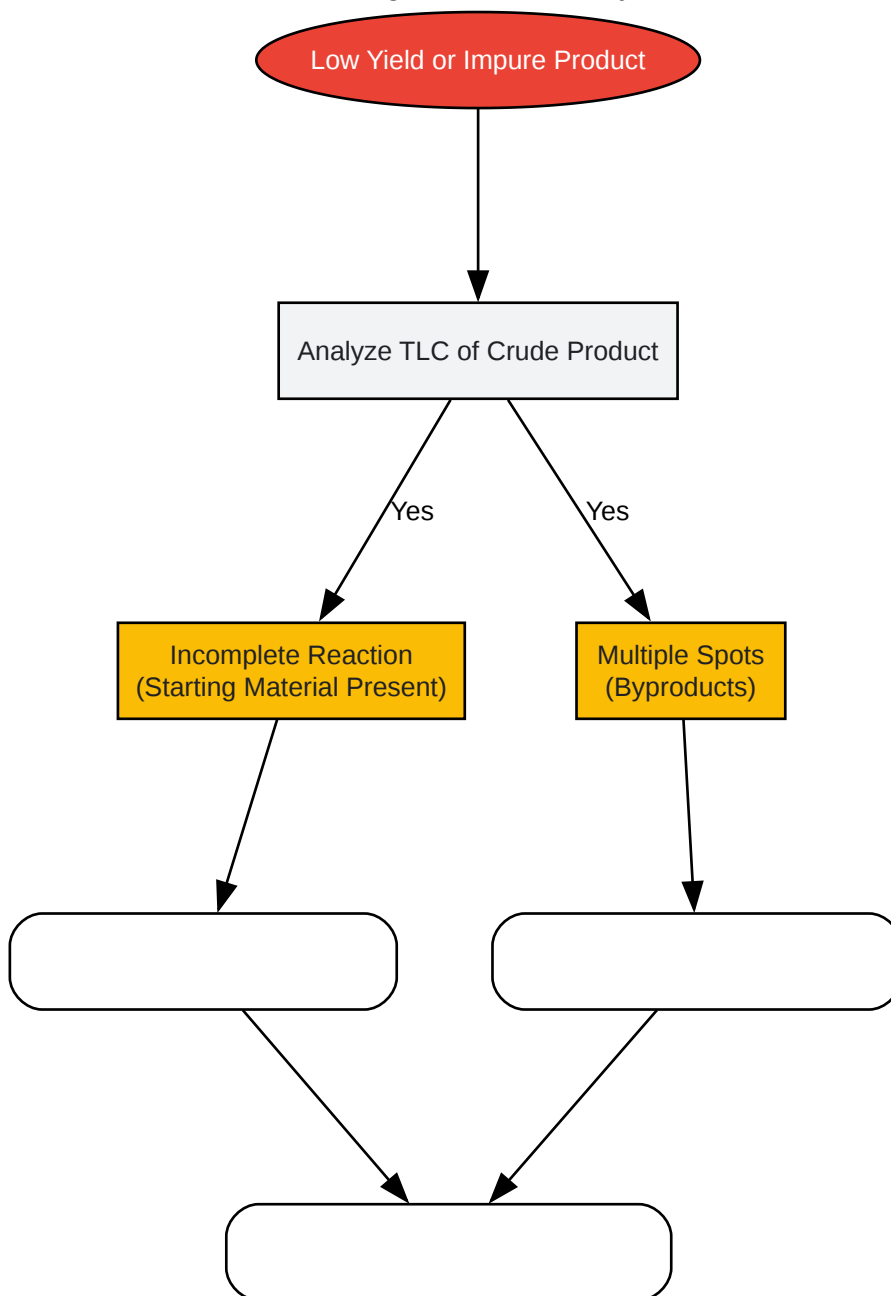 Low Yield or Impure Product
Analyze TLC of Crude Product
Yes
Yes
Incomplete Reaction
(Starting Material Present)
Multiple Spots
(Byproducts)